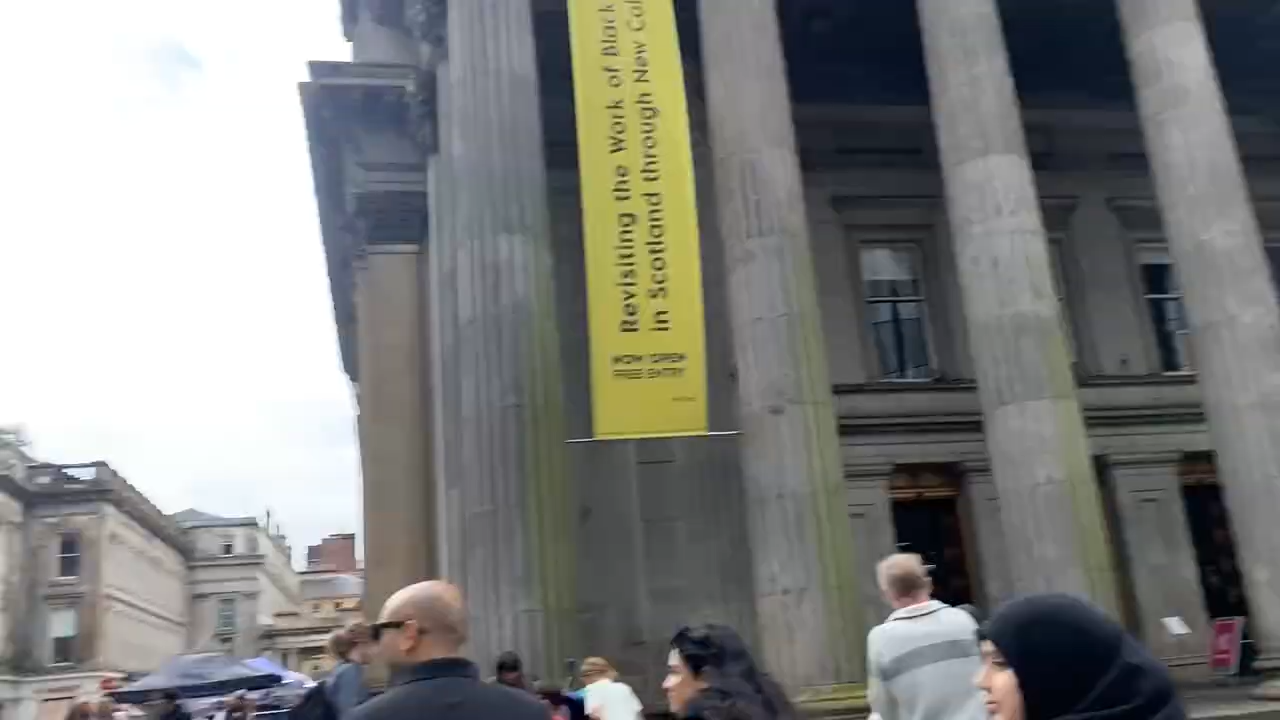 Revisiting the Work of Black
in Scotland through New Col
NOW OPEN
FREE ENTRY